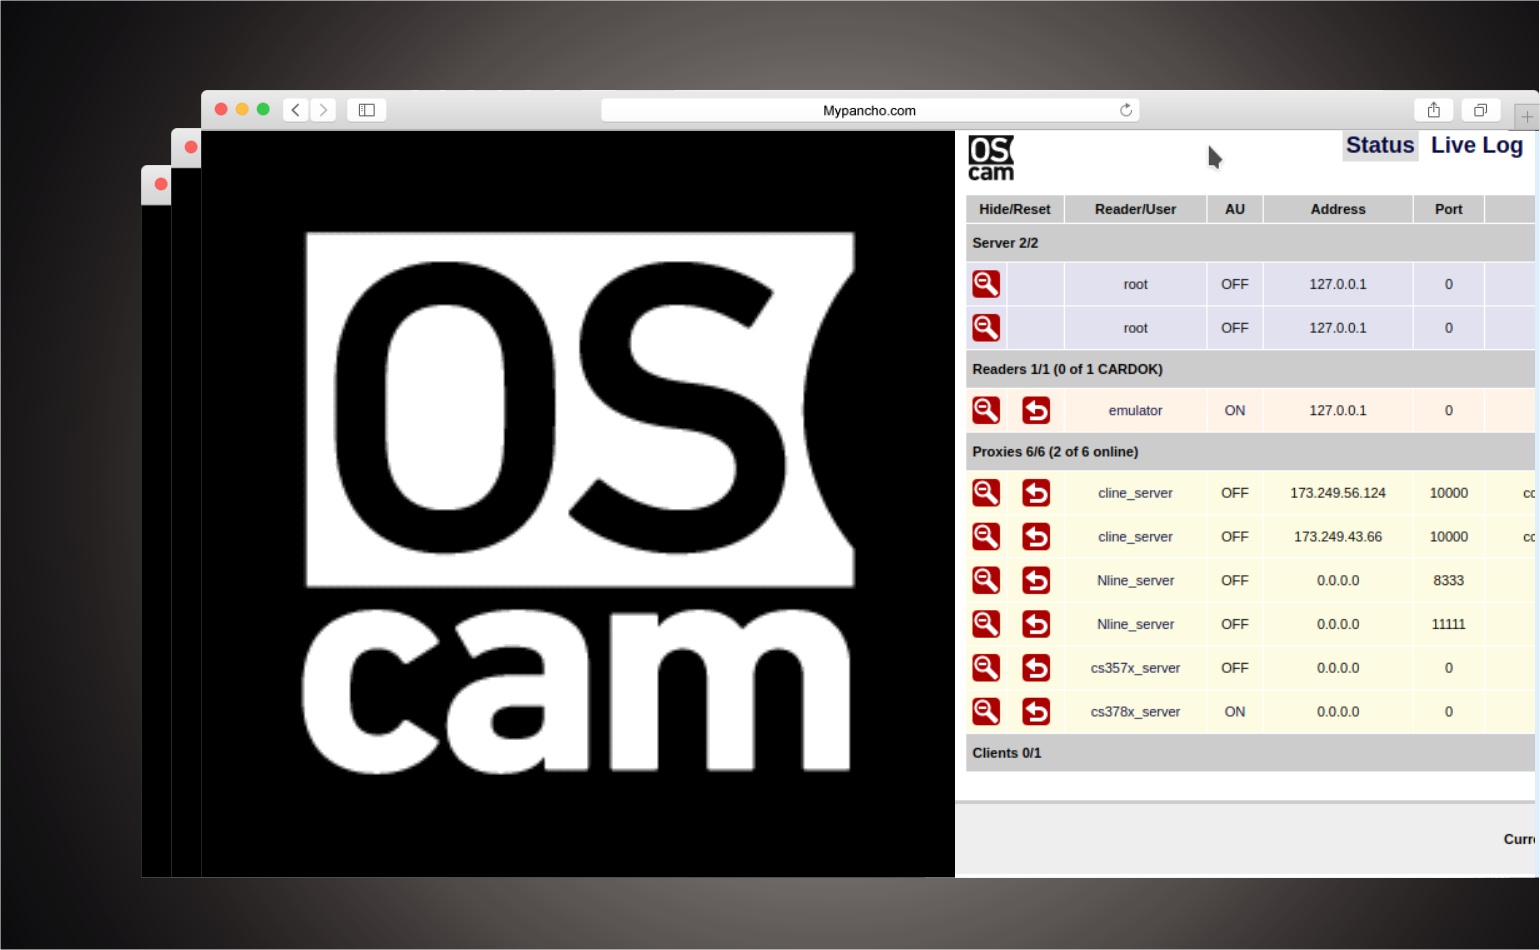 Mypancho.com
OS
cam
OS
cam
Status Live Log
Hide/Reset Reader/User AU Address Port
Server 2/2
root OFF 127.0.0.1 0
root OFF 127.0.0.1 0
Readers 1/1 (0 of 1 CARDOK)
emulator ON 127.0.0.1 0
Proxies 6/6 (2 of 6 online)
cline_server OFF 173.249.56.124 10000
cline_server OFF 173.249.43.66 10000
Nline_server OFF 0.0.0.0 8333
Nline_server OFF 0.0.0.0 11111
cs357x_server OFF 0.0.0.0 0
cs378x_server ON 0.0.0.0 0
Clients 0/1